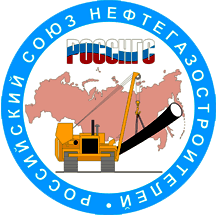 РОССНГС
РОССИЙСКИЙ СОЮЗ НЕФТЕГАЗОСТРОИТЕЛЕЙ •